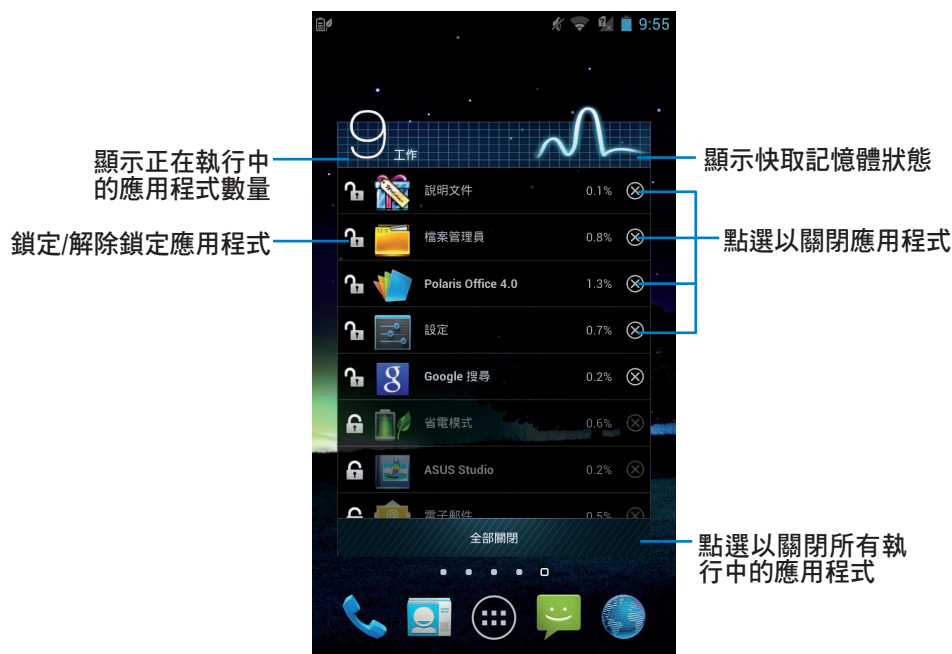 9:55
9
工作
顯示正在執行中
的應用程式數量
顯示快取記憶體狀態
說明文件 0.1%
鎖定/解除鎖定應用程式
檔案管理員 0.8%
點選以關閉應用程式
Polaris Office 4.0 1.3%
設定 0.7%
Google 搜尋 0.2%
省電模式 0.6%
ASUS Studio 0.2%
電子郵件 0.5%
全部關閉
點選以關閉所有執
行中的應用程式